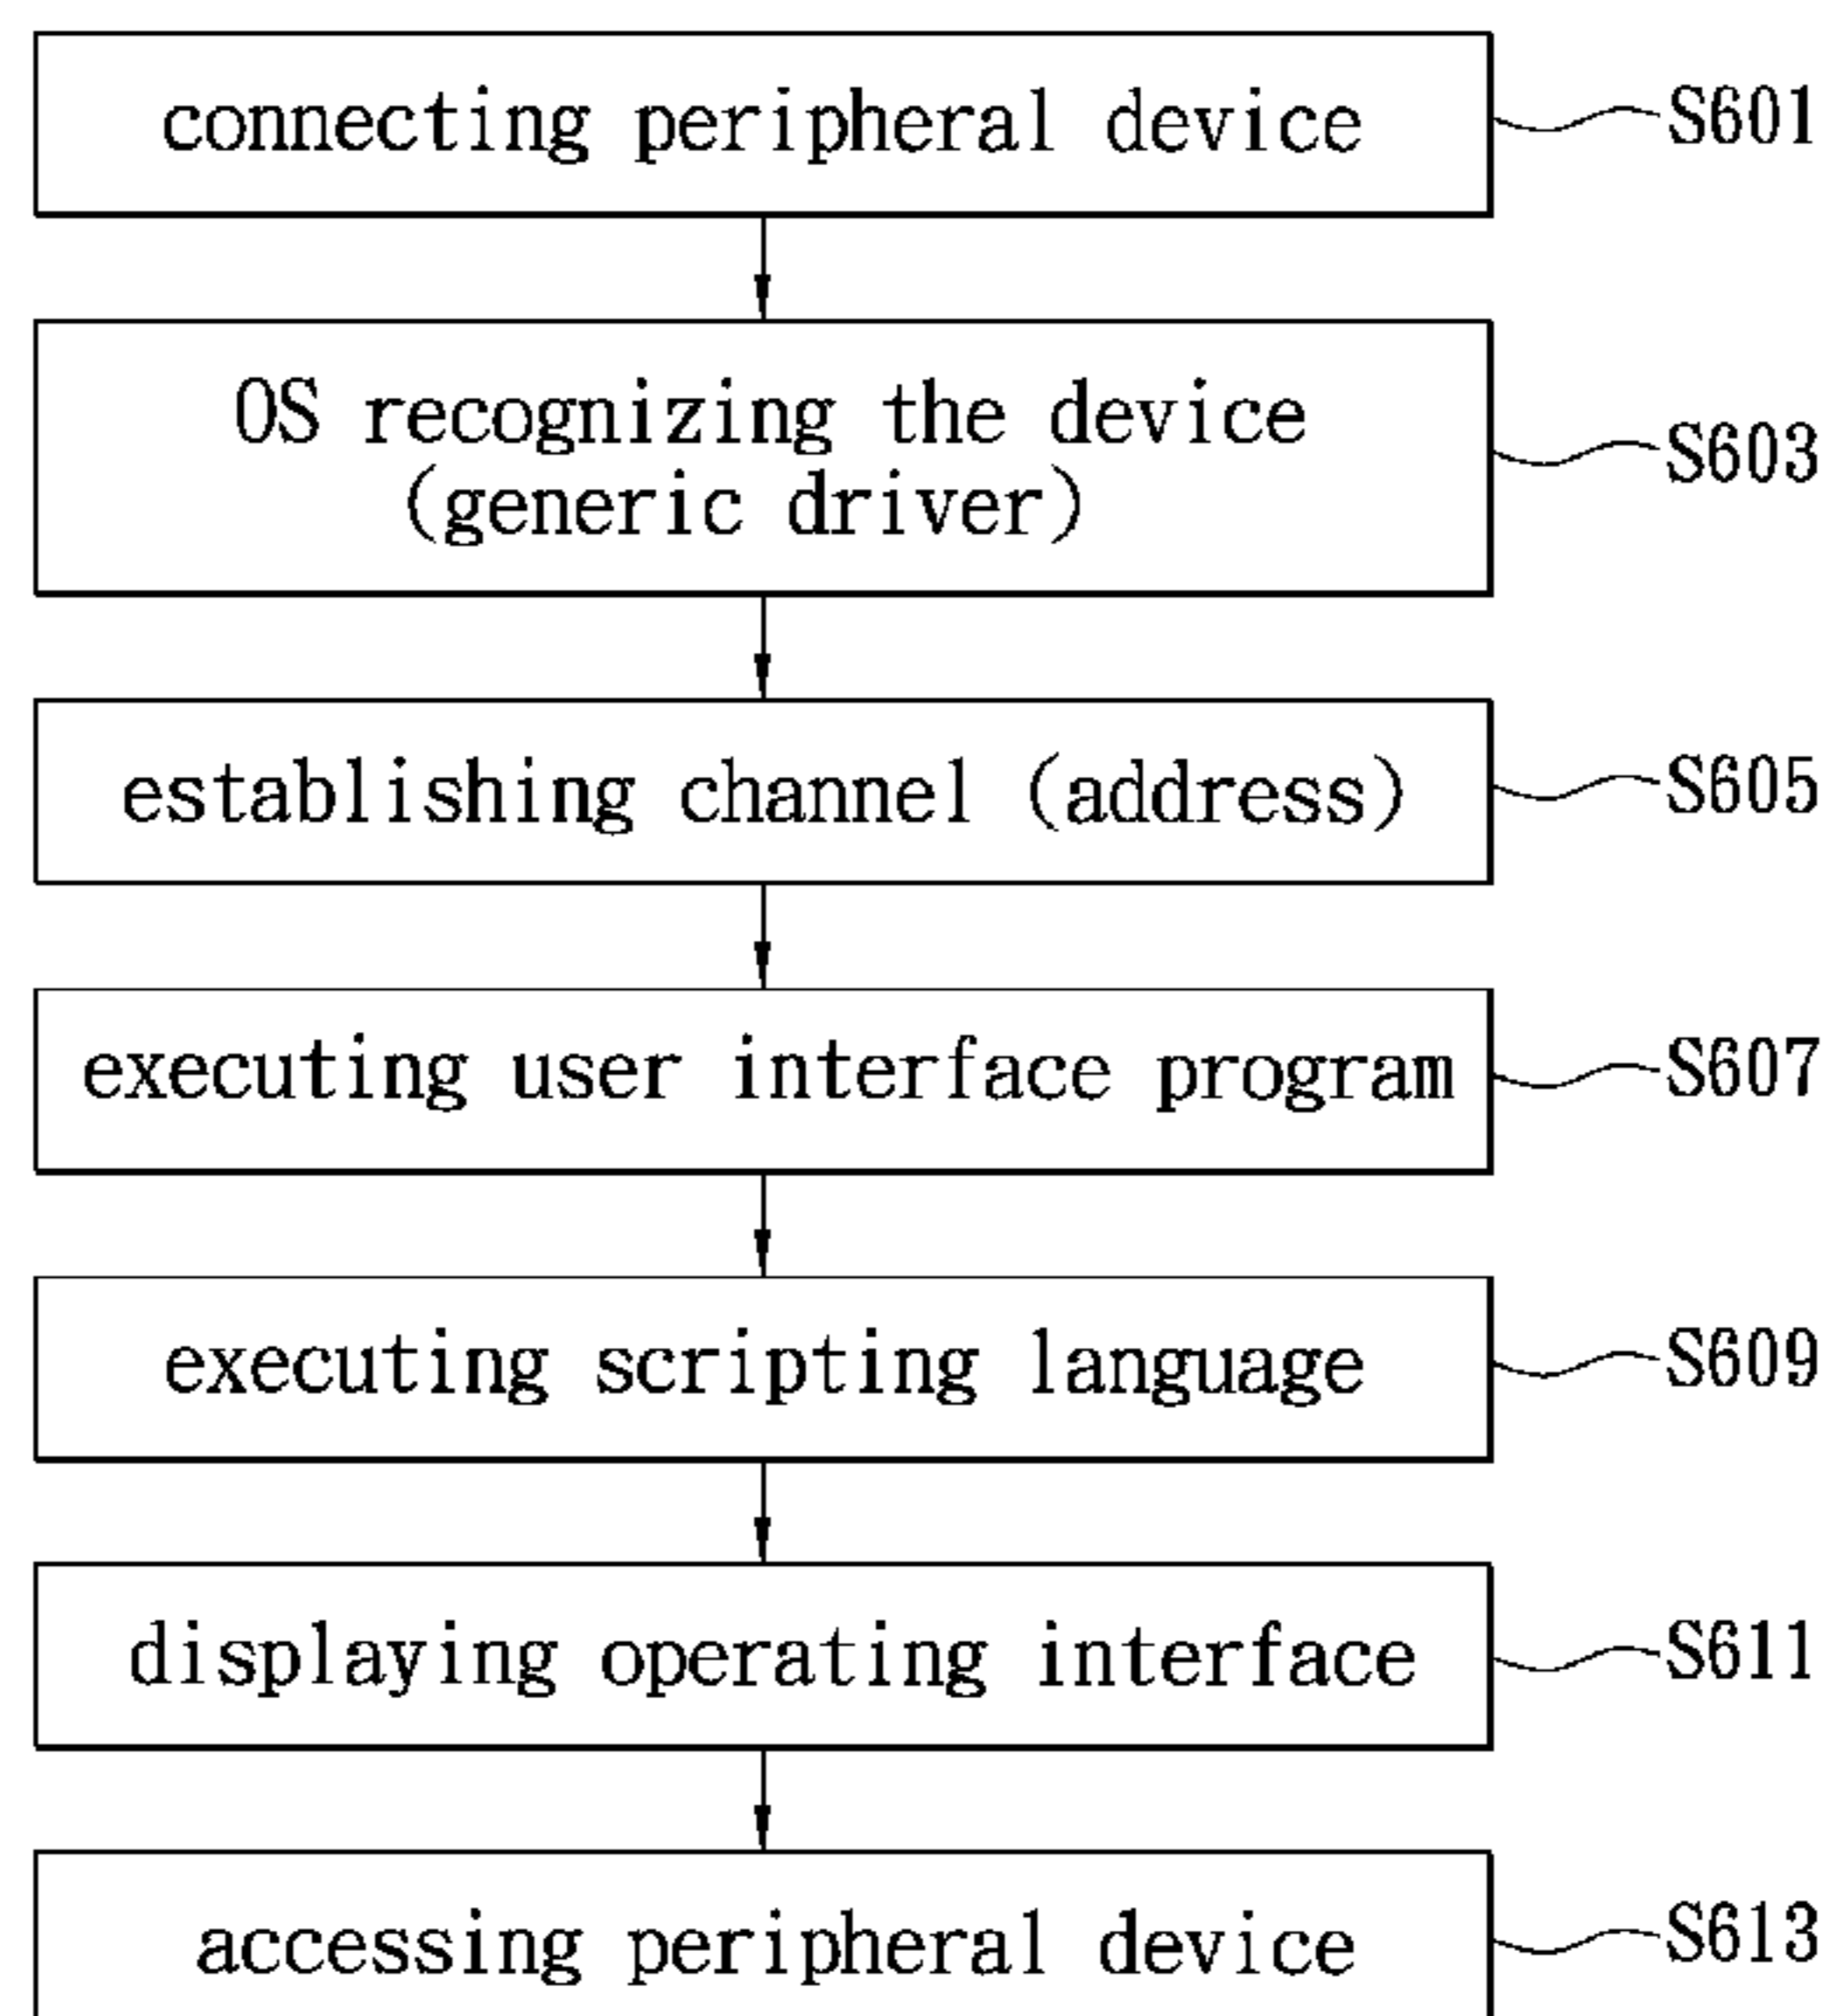 connecting peripheral device S601
OS recognizing the device
(generic driver) S603
establishing channel (address) S605
executing user interface program S607
executing scripting language S609
displaying operating interface S611
accessing peripheral device S613